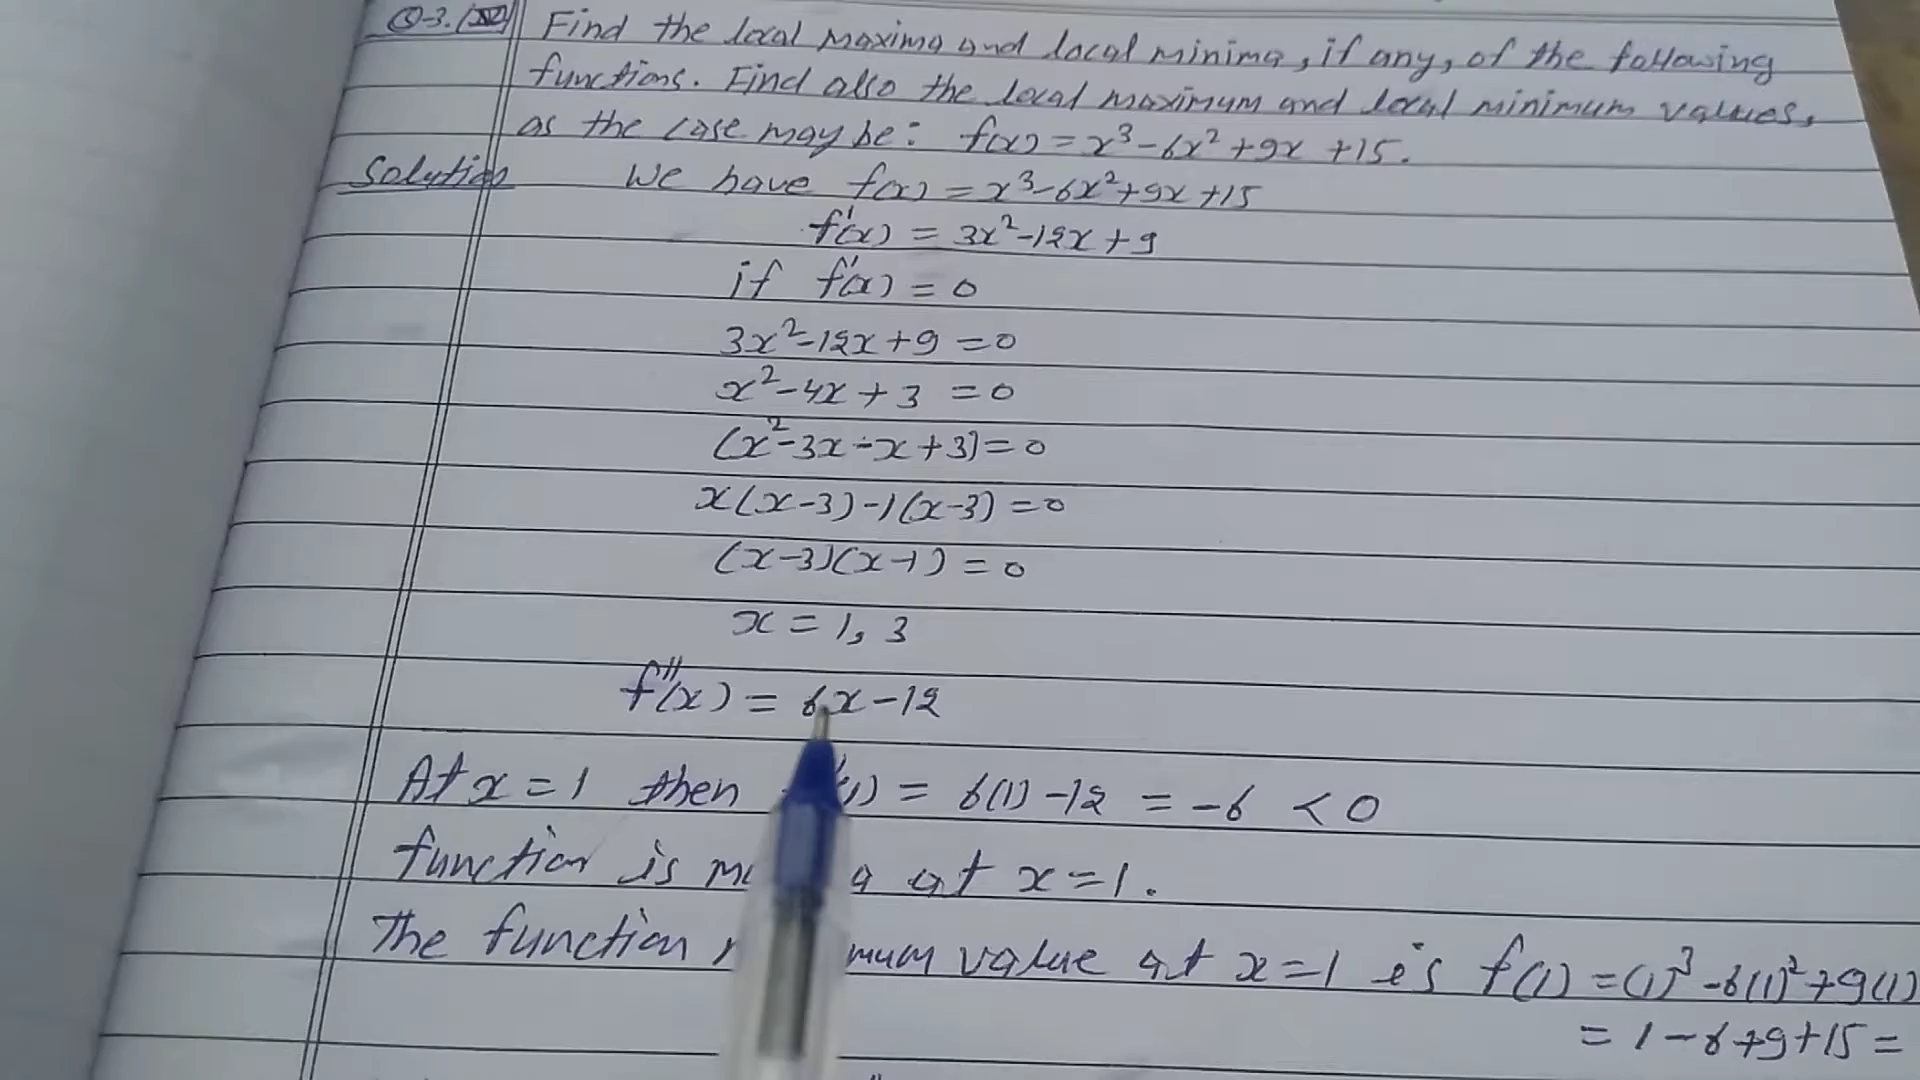 Q-3. Find the local maxima and local minima, if any, of the following
functions. Find also the local maximum and local minimum values,
as the case may be: f(x) = x³-6x²+9x+15.
Solution We have f(x) = x³-6x²+9x+15
f'(x) = 3x²-12x+9
if f'(x) = 0
3x²-12x+9 = 0
x²-4x+3 = 0
(x²-3x-x+3) = 0
x(x-3)-1(x-3) = 0
(x-3)(x-1) = 0
x = 1, 3
f''(x) = 6x-12
At x = 1 then (1) = 6(1)-12 = -6 < 0
function is at x = 1.
The function value at x = 1 is f(1) = (1)³-6(1)²+9(1)
= 1-6+9+15 =